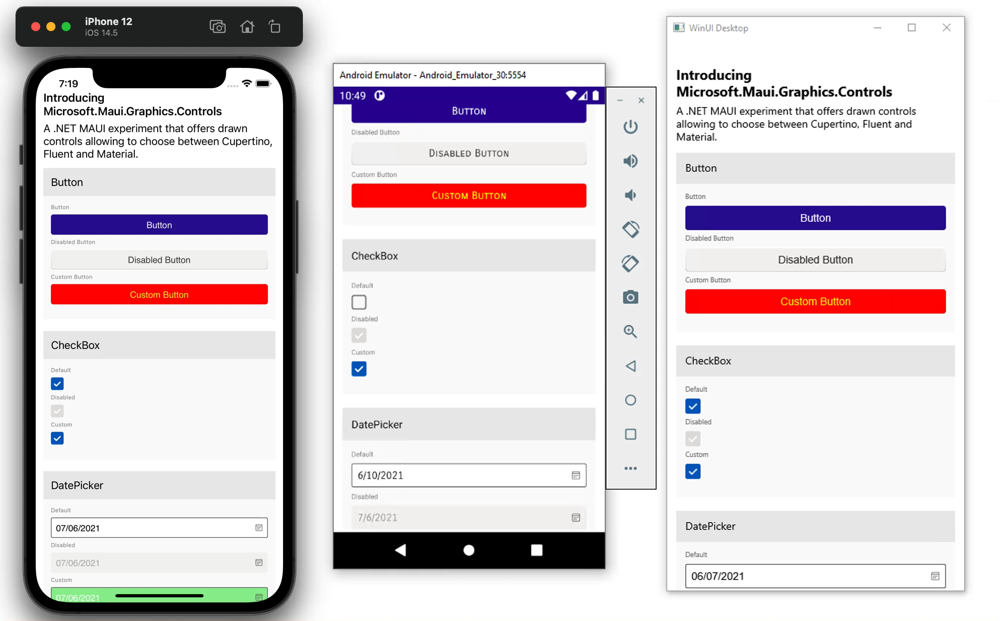 iPhone 12
iOS 14.5
7:19
Introducing
Microsoft.Maui.Graphics.Controls
A .NET MAUI experiment that offers drawn
controls allowing to choose between Cupertino,
Fluent and Material.
Button
Button
Button
Disabled Button
Disabled Button
Custom Button
Custom Button
CheckBox
Default
Disabled
Custom
DatePicker
Default
07/06/2021
Disabled
07/06/2021
Custom
07/06/2021
Android Emulator - Android_Emulator_30:5554
10:49
Button
Disabled Button
Disabled Button
Custom Button
Custom Button
CheckBox
Default
Disabled
Custom
DatePicker
Default
6/10/2021
Disabled
7/6/2021
WinUI Desktop
Introducing
Microsoft.Maui.Graphics.Controls
A .NET MAUI experiment that offers drawn controls
allowing to choose between Cupertino, Fluent and
Material.
Button
Button
Button
Disabled Button
Disabled Button
Custom Button
Custom Button
CheckBox
Default
Disabled
Custom
DatePicker
Default
06/07/2021